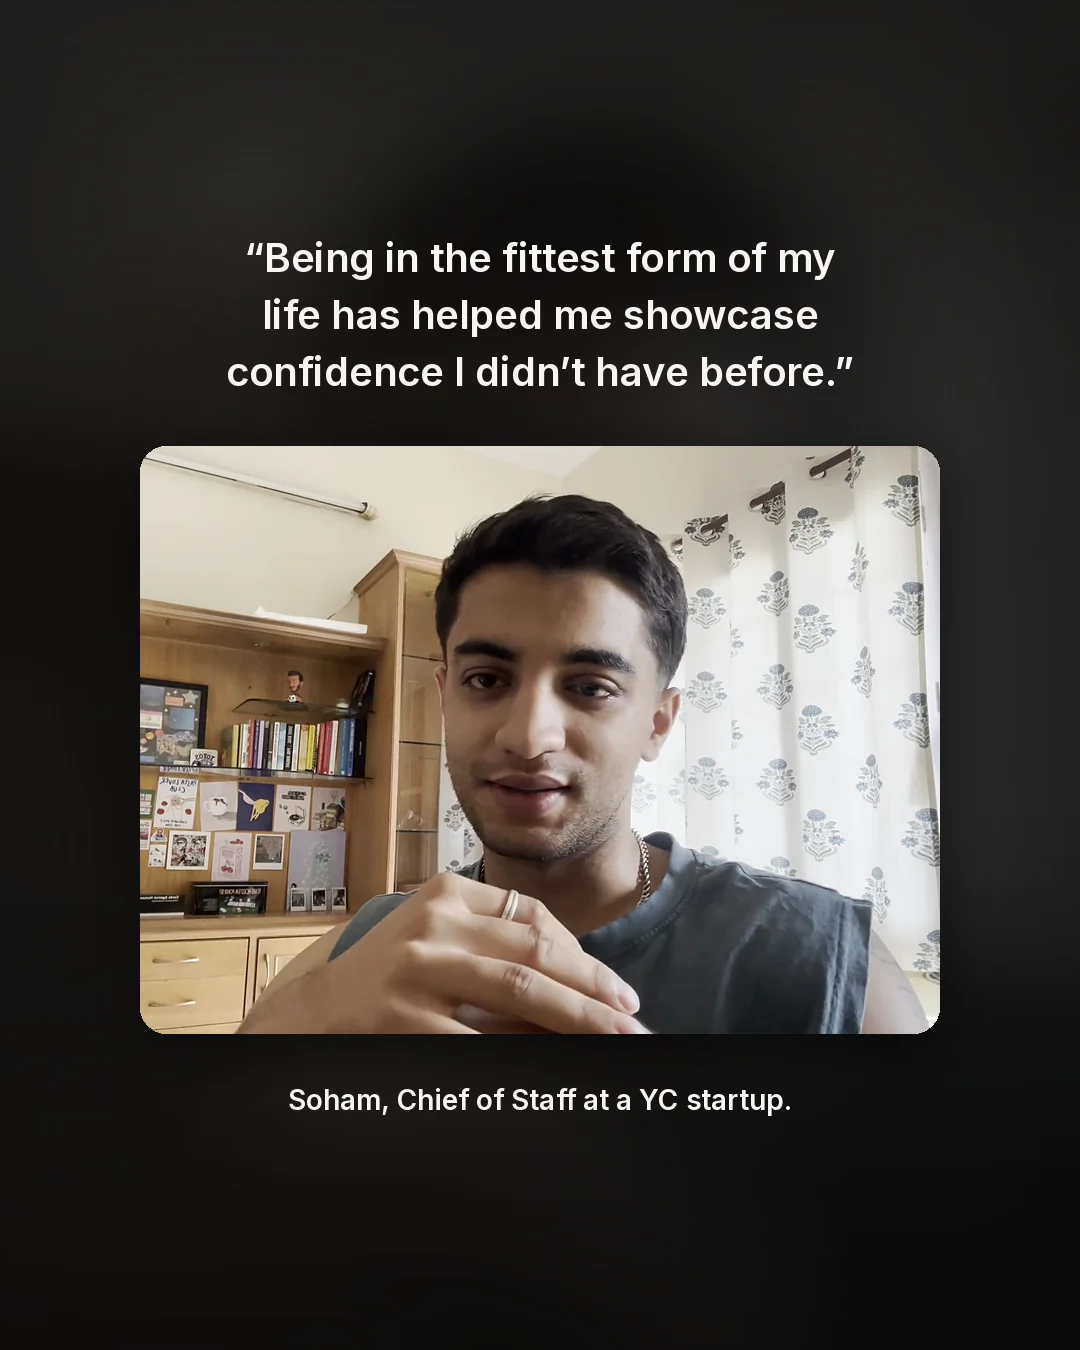 “Being in the fittest form of my
life has helped me showcase
confidence I didn’t have before.”
Soham, Chief of Staff at a YC startup.